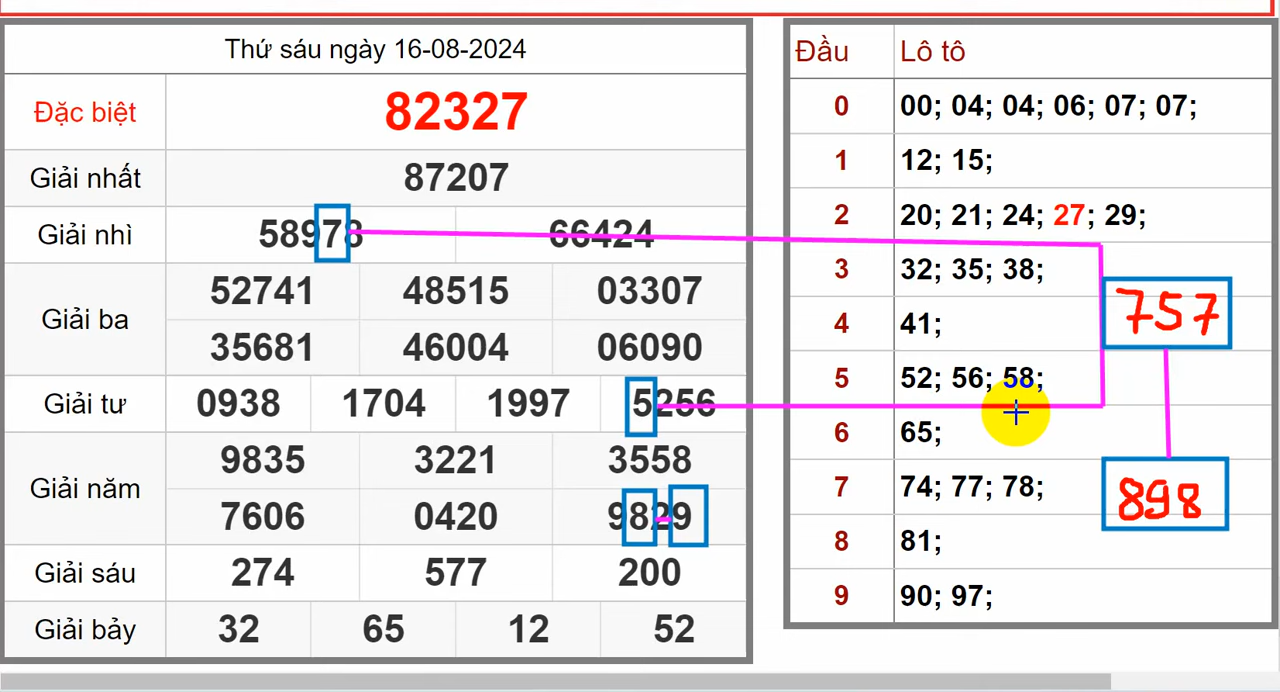 Thứ sáu ngày 16-08-2024
Đặc biệt 82327
Giải nhất 87207
Giải nhì 58978 66424
Giải ba 52741 48515 03307
35681 46004 06090
Giải tư 0938 1704 1997 5256
Giải năm 9835 3221 3558
7606 0420 9829
Giải sáu 274 577 200
Giải bảy 32 65 12 52
Đầu Lô tô
0 00; 04; 04; 06; 07; 07;
1 12; 15;
2 20; 21; 24; 27; 29;
3 32; 35; 38;
4 41;
5 52; 56; 58;
6 65;
7 74; 77; 78;
8 81;
9 90; 97;
757
898